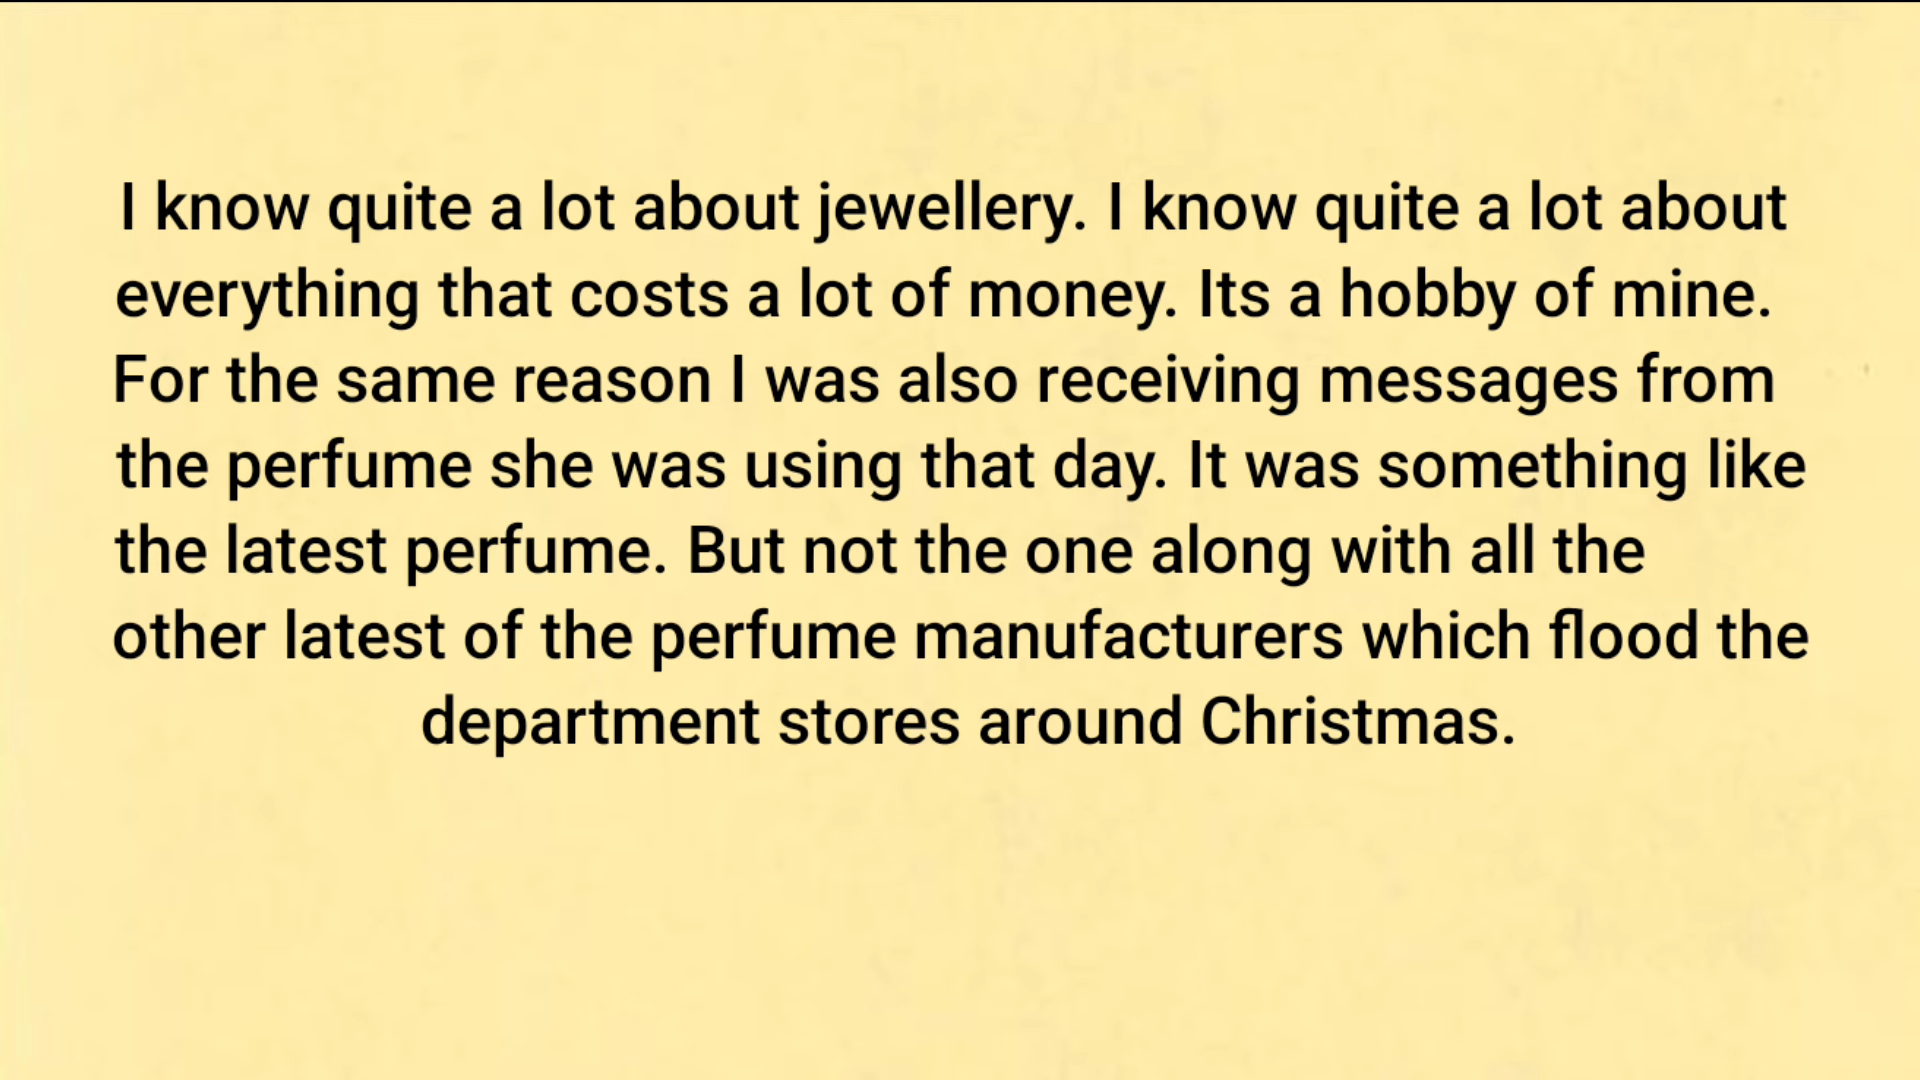 I know quite a lot about jewellery. I know quite a lot about
everything that costs a lot of money. Its a hobby of mine.
For the same reason I was also receiving messages from
the perfume she was using that day. It was something like
the latest perfume. But not the one along with all the
other latest of the perfume manufacturers which flood the
department stores around Christmas.